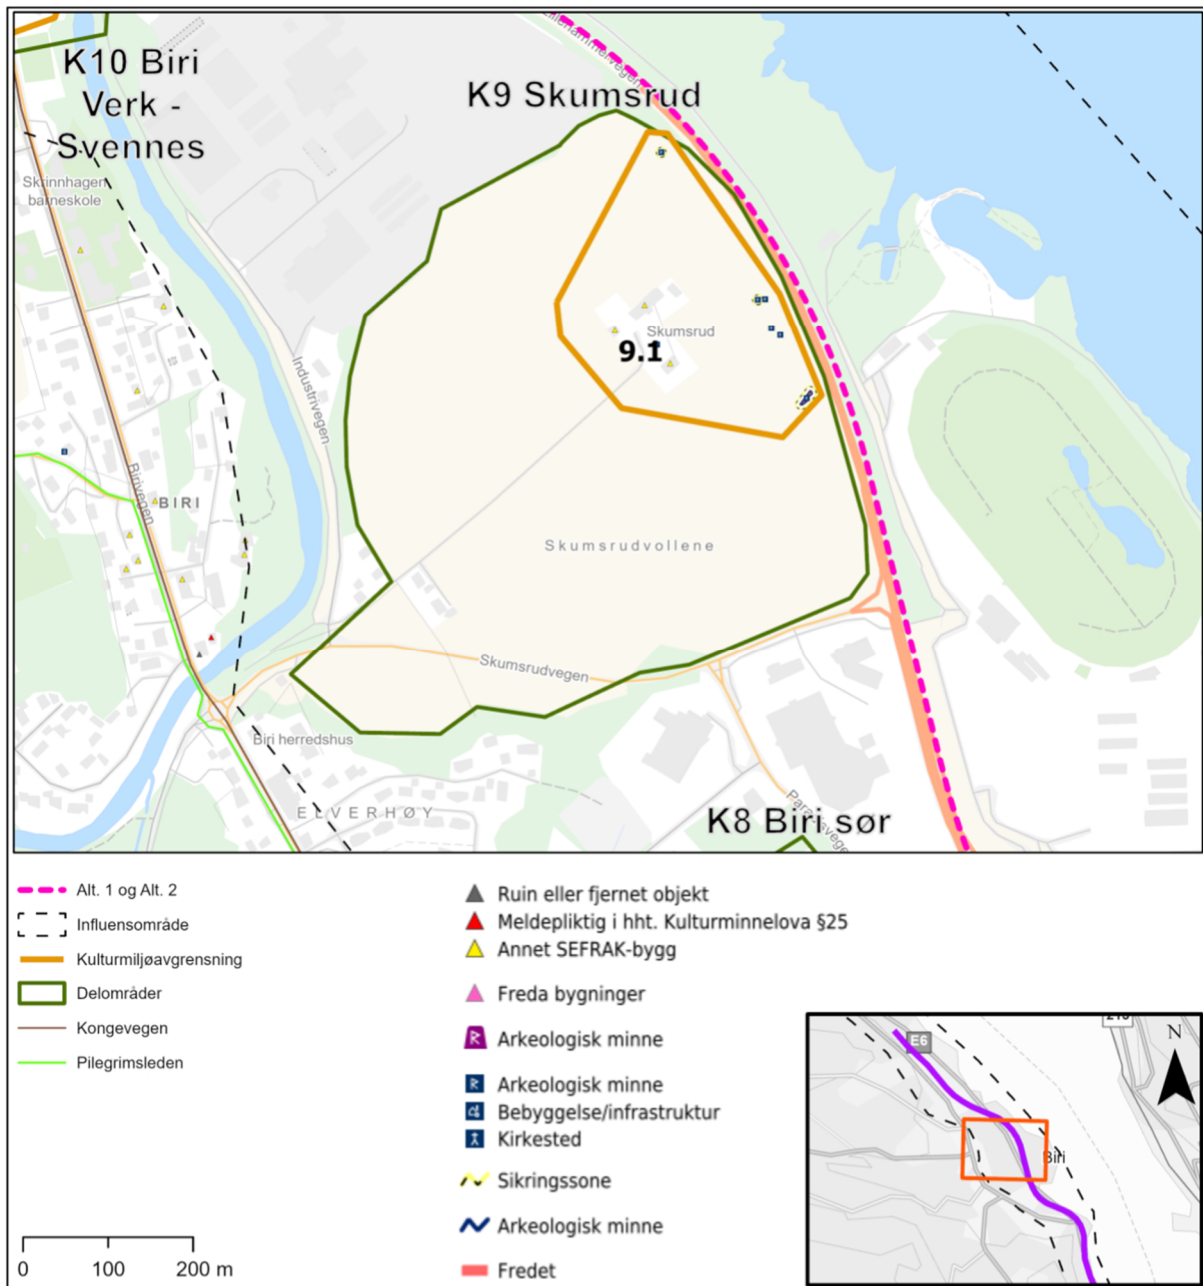 K10 Biri
Verk -
Svennes
K9 Skumsrud
Skrinnhagen
barneskole
Industrivegen
Skumsrud
9.1
Birivegen
BIRI
Skumsrudvollene
Skumsrudvegen
Biri herredshus
ELVERHØY
K8 Biri sør
Alt. 1 og Alt. 2
Influensområde
Kulturmiljøavgrensning
Delområder
Kongevegen
Pilegrimsleden
Ruin eller fjernet objekt
Meldepliktig i hht. Kulturminnelova §25
Annet SEFRAK-bygg
Freda bygninger
R Arkeologisk minne
R Arkeologisk minne
Bebyggelse/infrastruktur
Kirkested
Sikringssone
Arkeologisk minne
Fredet
0 100 200 m
E6
N
Biri